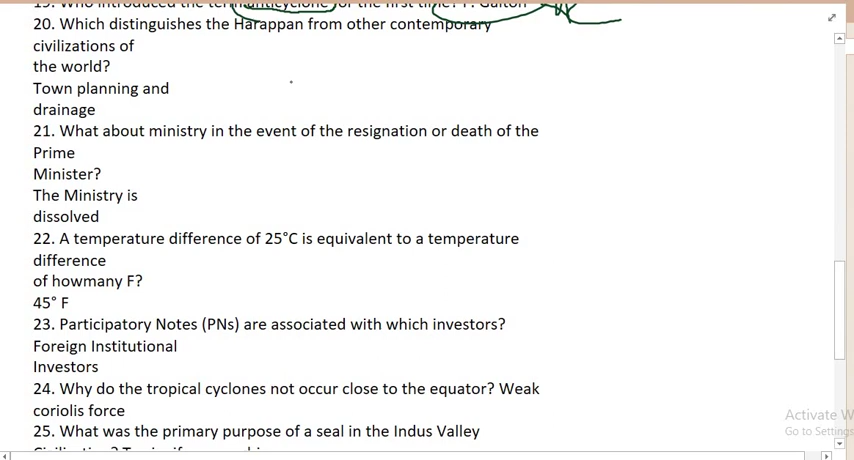 20. Which distinguishes the Harappan from other contemporary
civilizations of
the world?
Town planning and
drainage
21. What about ministry in the event of the resignation or death of the
Prime
Minister?
The Ministry is
dissolved
22. A temperature difference of 25°C is equivalent to a temperature
difference
of howmany F?
45° F
23. Participatory Notes (PNs) are associated with which investors?
Foreign Institutional
Investors
24. Why do the tropical cyclones not occur close to the equator? Weak
coriolis force
Activate W
Go to Settings
25. What was the primary purpose of a seal in the Indus Valley